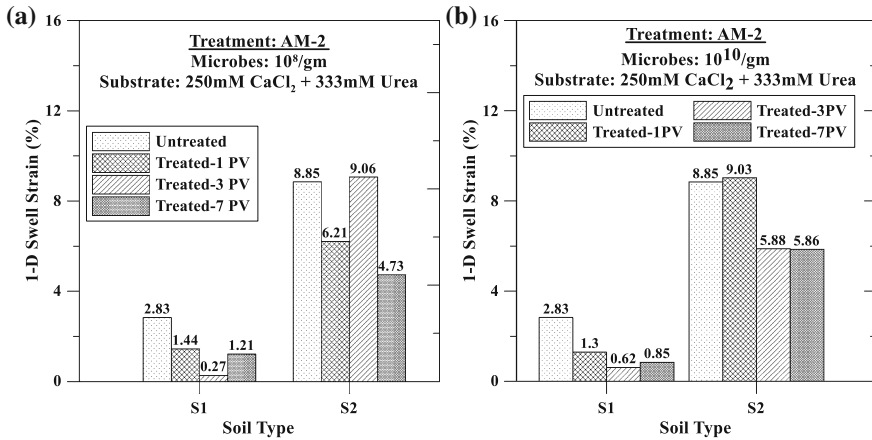 (a)
Treatment: AM-2
Microbes: 10⁸/gm
Substrate: 250mM CaCl₂ + 333mM Urea
Untreated
Treated-1 PV
Treated-3 PV
Treated-7 PV
1-D Swell Strain (%)
16
12
8
4
0
2.83
1.44
0.27
1.21
8.85
6.21
9.06
4.73
S1
S2
Soil Type
(b)
Treatment: AM-2
Microbes: 10¹⁰/gm
Substrate: 250mM CaCl₂ + 333mM Urea
Untreated
Treated-1PV
Treated-3PV
Treated-7PV
1-D Swell Strain (%)
16
12
8
4
0
2.83
1.3
0.62
0.85
8.85
9.03
5.88
5.86
S1
S2
Soil Type